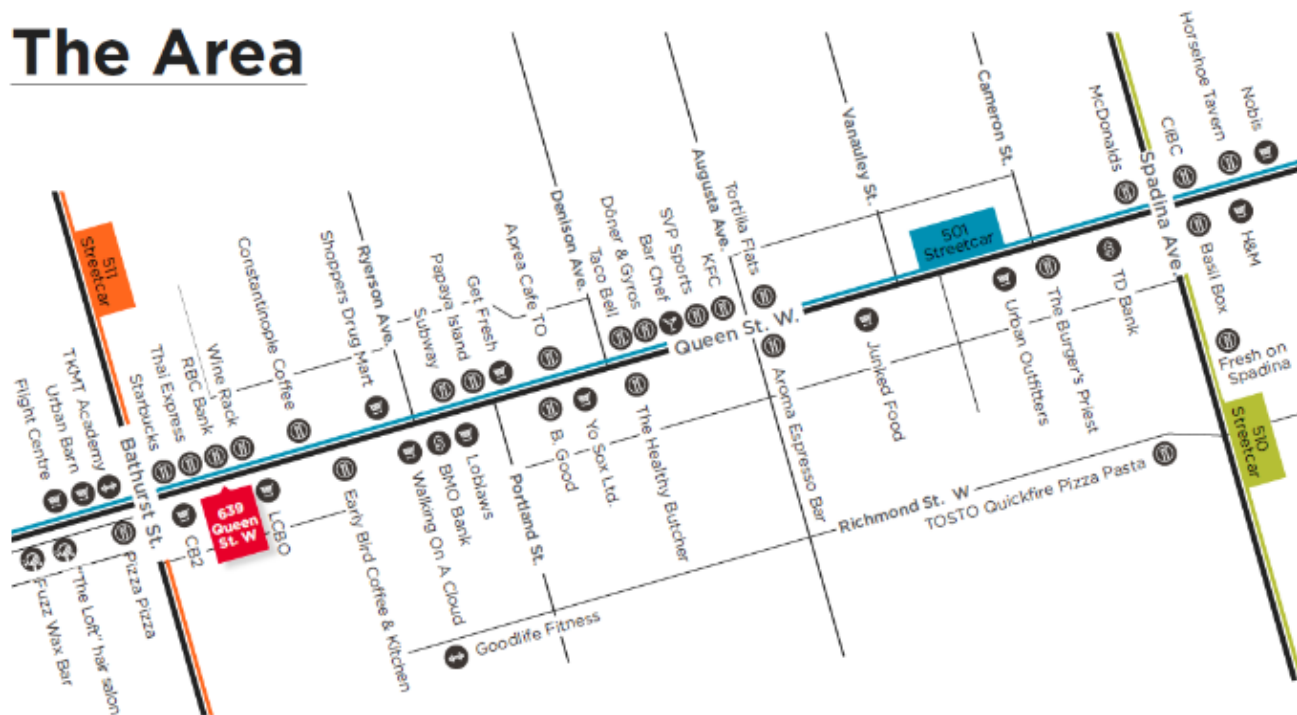 The Area
511
Streetcar
501
Streetcar
510
Streetcar
639
Queen
St. W
Flight Centre
Urban Barn
TKMT Academy
Bathurst St.
Starbucks
Thai Express
RBC Bank
Wine Rack
Constantinople Coffee
Shoppers Drug Mart
Ryerson Ave.
Subway
Papaya Island
Get Fresh
Aprea Cafe TO
Denison Ave.
Taco Bell
Döner & Gyros
Bar Chef
SVP Sports
KFC
Augusta Ave.
Tortilla Flats
Queen St. W.
Vanauley St.
Cameron St.
McDonalds
Spadina Ave.
CIBC
Horsehoe Tavern
Nobis
Fuzz Wax Bar
"The Loft" hair salon
Pizza Pizza
CB2
LCBO
Early Bird Coffee & Kitchen
Walking On A Cloud
BMO Bank
Loblaws
Portland St.
B. Good
Yo Sox Ltd.
The Healthy Butcher
Aroma Espresso Bar
Junked Food
Urban Outfitters
The Burger's Priest
TD Bank
Basil Box
H&M
Fresh on
Spadina
Richmond St. W
TOSTO Quickfire Pizza Pasta
Goodlife Fitness